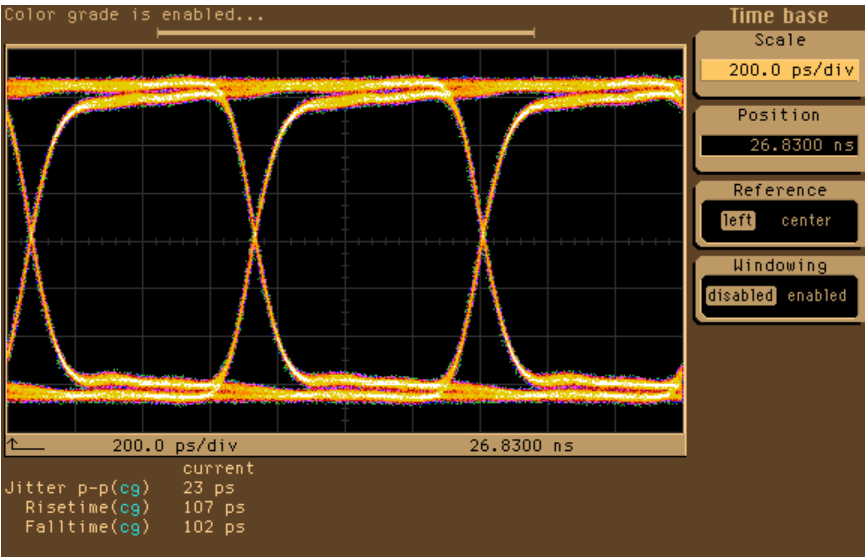 Color grade is enabled...
Time base
Scale
200.0 ps/div
Position
26.8300 ns
Reference
left center
Windowing
disabled enabled
200.0 ps/div 26.8300 ns
current
Jitter p-p(cg) 23 ps
Risetime(cg) 107 ps
Falltime(cg) 102 ps